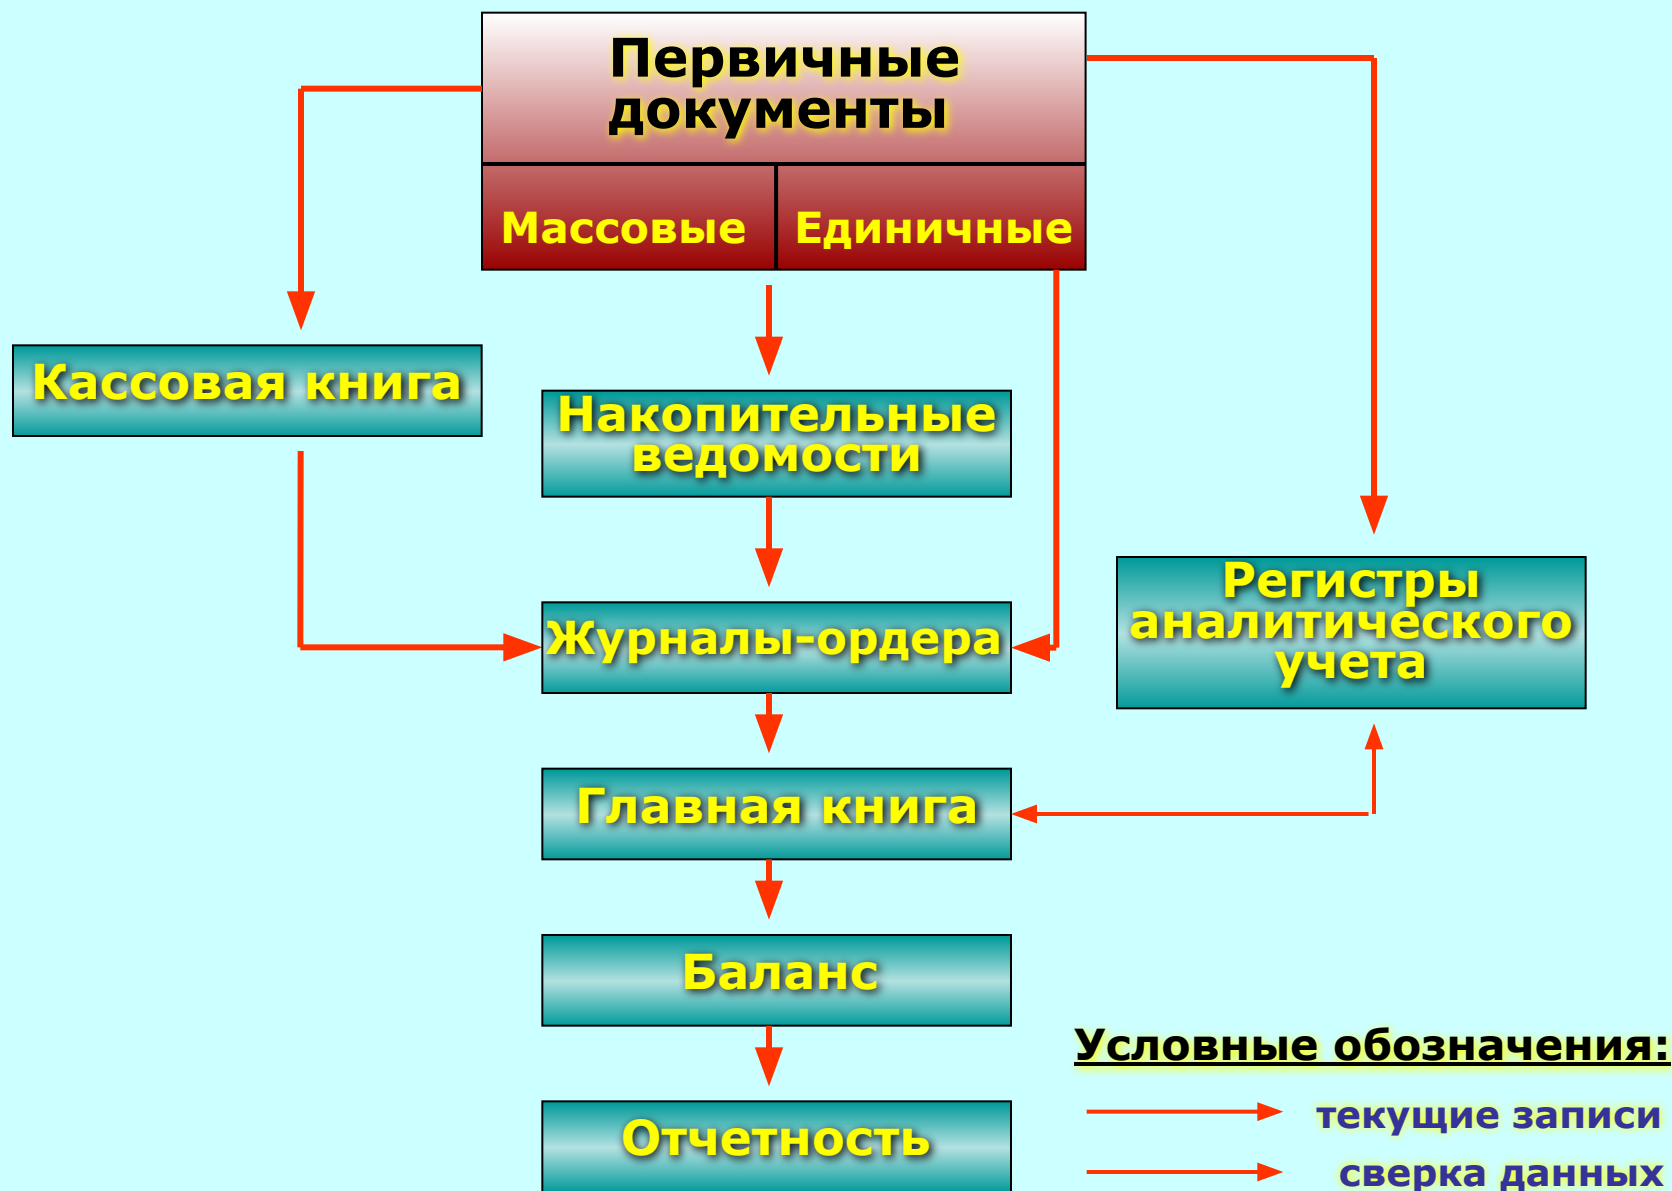 Первичные
документы
Массовые
Единичные
Кассовая книга
Накопительные
ведомости
Регистры
аналитического
учета
Журналы-ордера
Главная книга
Баланс
Отчетность
Условные обозначения:
текущие записи
сверка данных